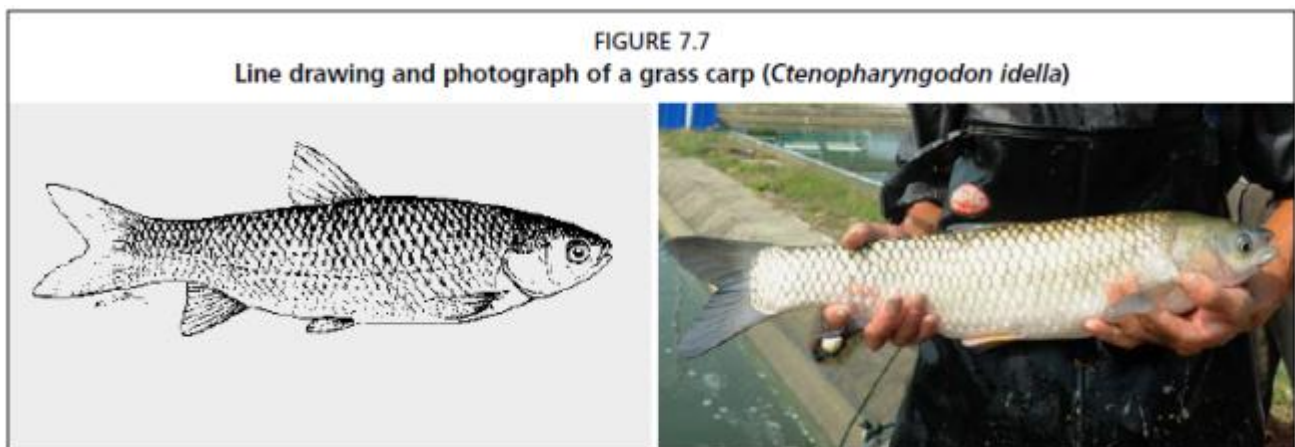 FIGURE 7.7
Line drawing and photograph of a grass carp (Ctenopharyngodon idella)